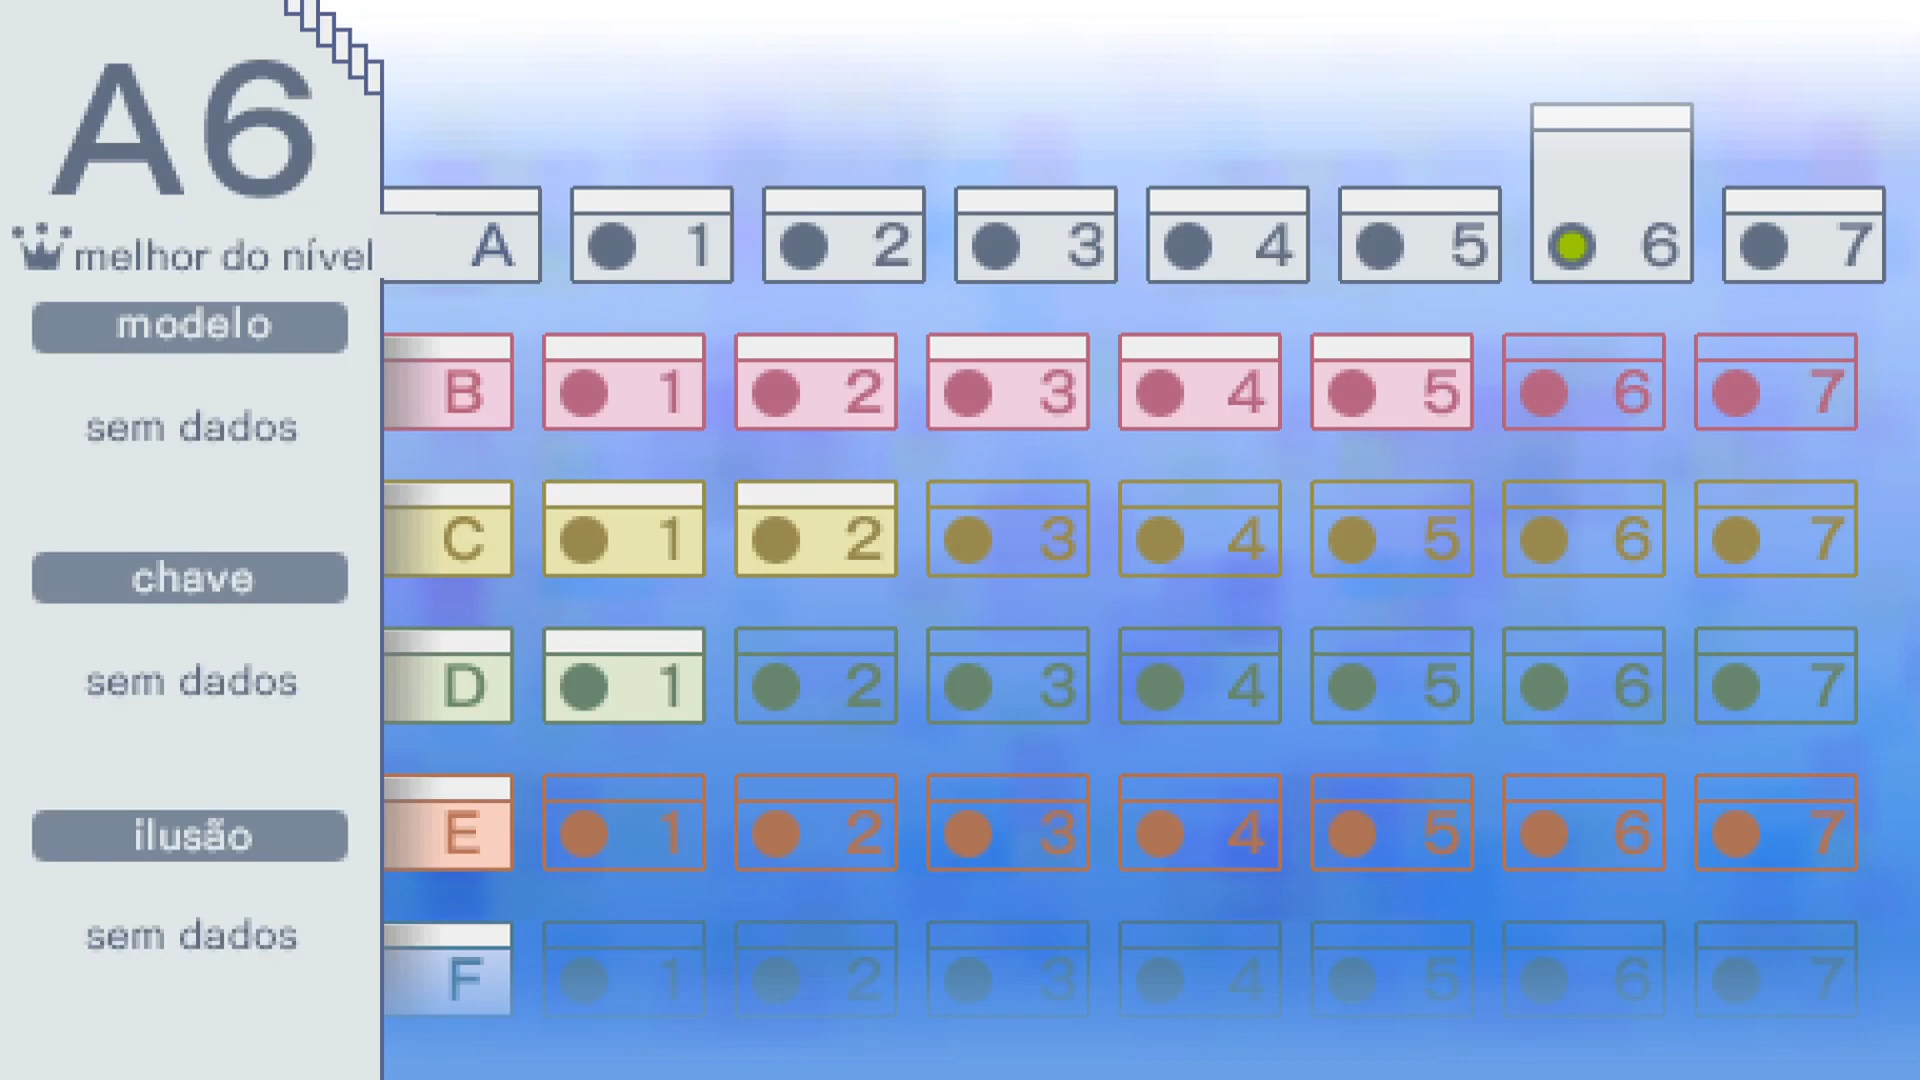 A6
melhor do nível
modelo
sem dados
chave
sem dados
ilusão
sem dados
A 1 2 3 4 5 6 7
B 1 2 3 4 5 6 7
C 1 2 3 4 5 6 7
D 1 2 3 4 5 6 7
E 1 2 3 4 5 6 7
F 1 2 3 4 5 6 7